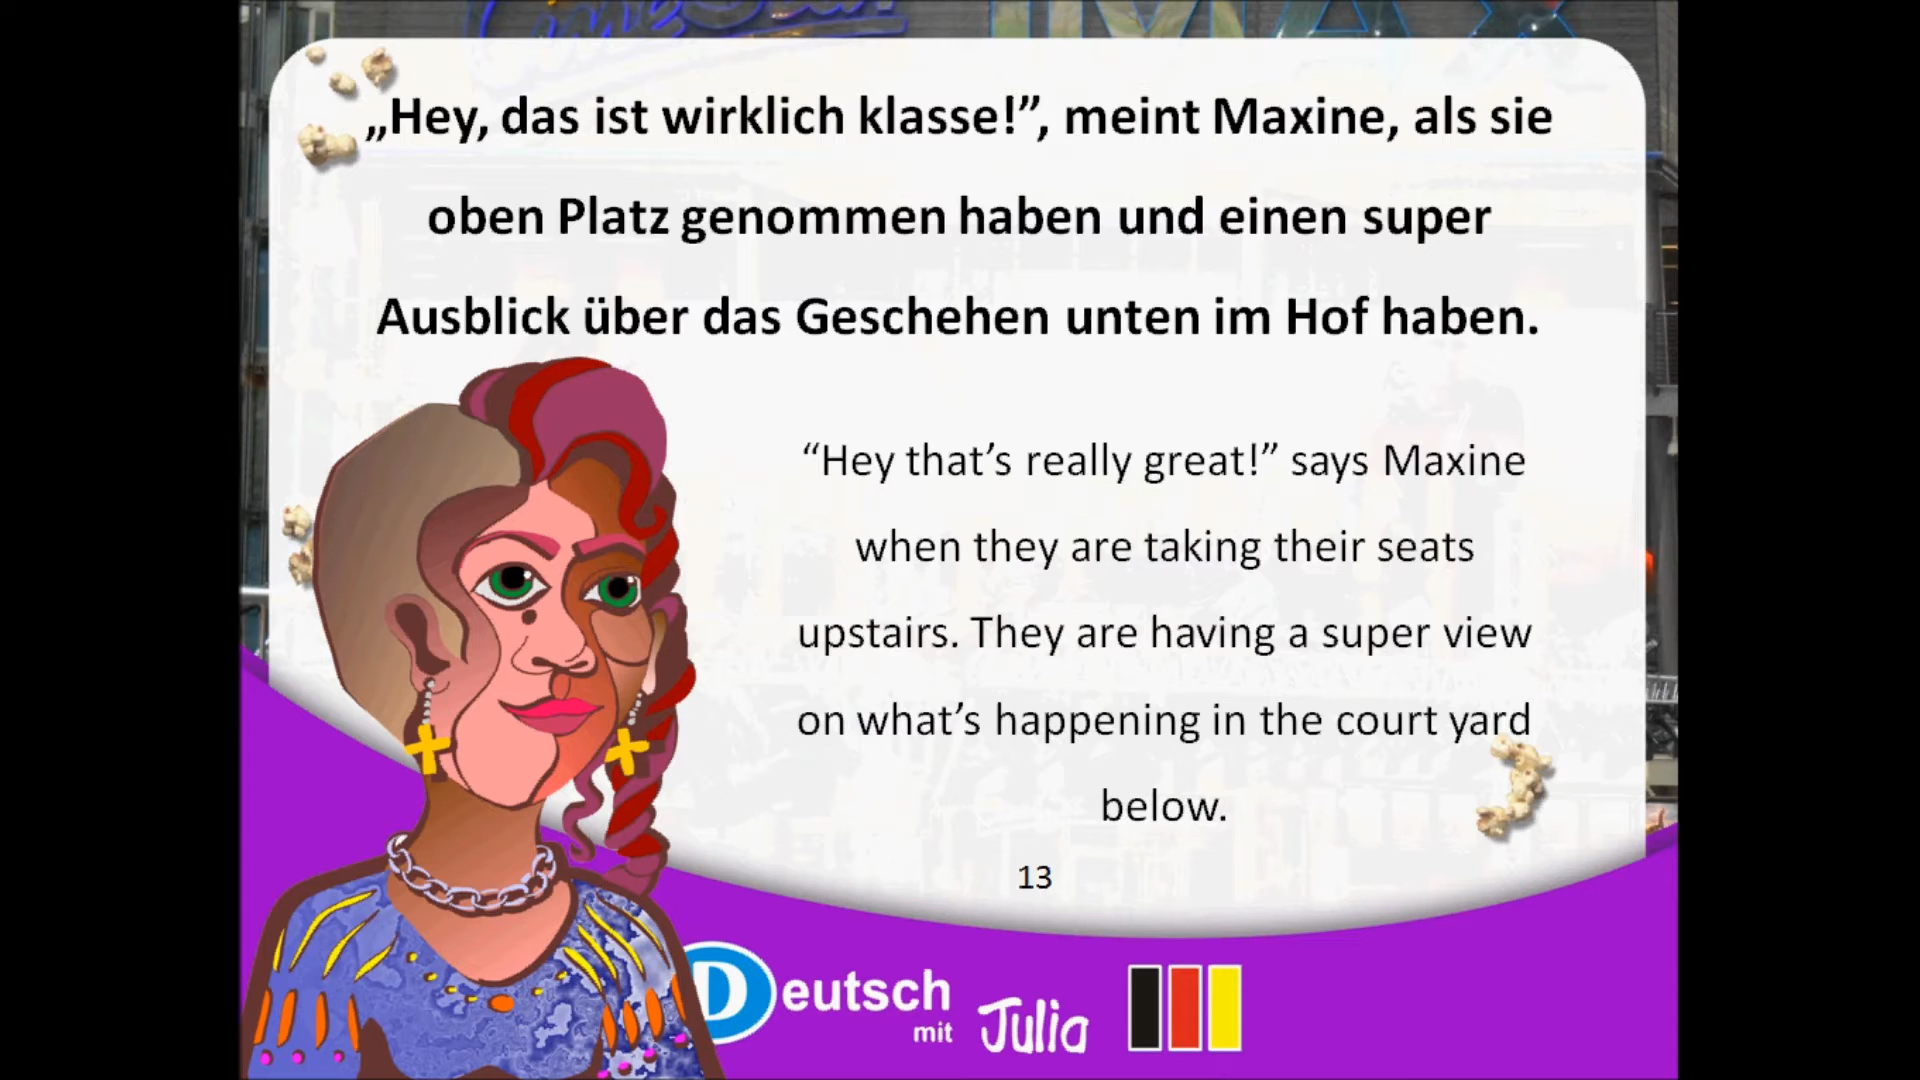 „Hey, das ist wirklich klasse!”, meint Maxine, als sie
oben Platz genommen haben und einen super
Ausblick über das Geschehen unten im Hof haben.
“Hey that’s really great!” says Maxine
when they are taking their seats
upstairs. They are having a super view
on what’s happening in the court yard
below.
13
Deutsch
mit Julia